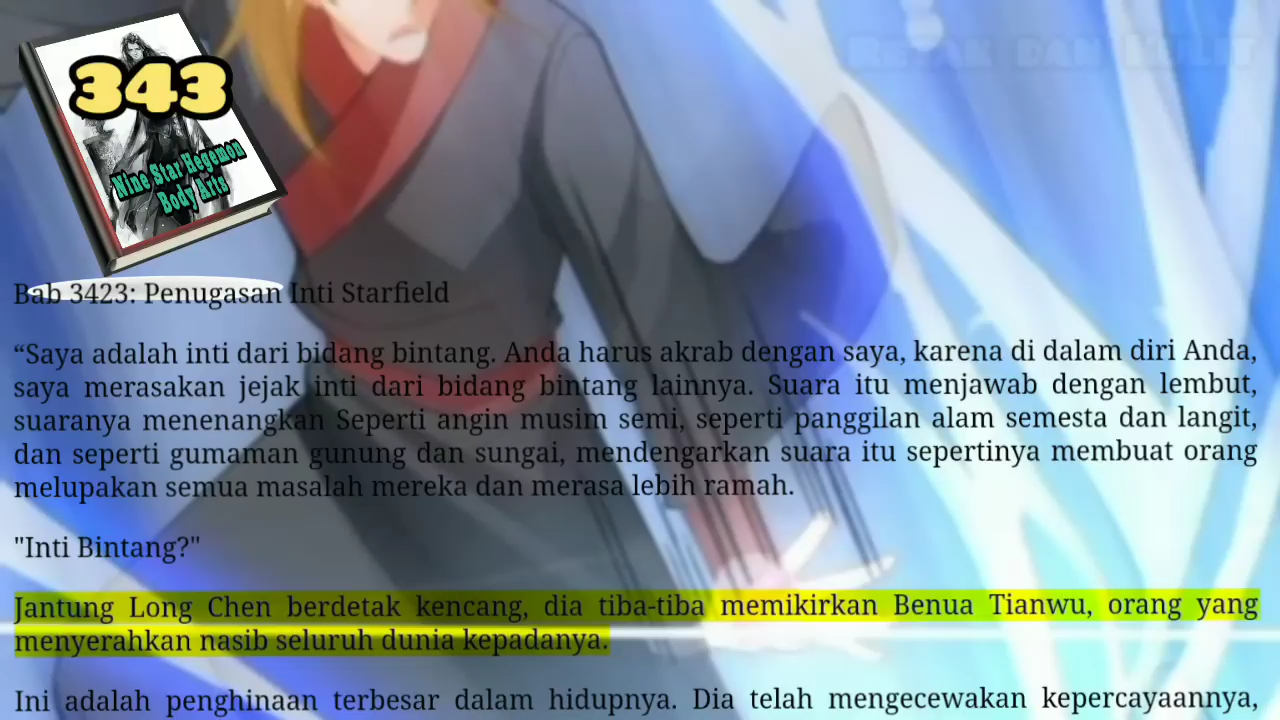 Retak dan Kulit
343
Nine Star Hegemon
Body Arts
Bab 3423: Penugasan Inti Starfield
“Saya adalah inti dari bidang bintang. Anda harus akrab dengan saya, karena di dalam diri Anda,
saya merasakan jejak inti dari bidang bintang lainnya. Suara itu menjawab dengan lembut,
suaranya menenangkan Seperti angin musim semi, seperti panggilan alam semesta dan langit,
dan seperti gumaman gunung dan sungai, mendengarkan suara itu sepertinya membuat orang
melupakan semua masalah mereka dan merasa lebih ramah.
"Inti Bintang?"
Jantung Long Chen berdetak kencang, dia tiba-tiba memikirkan Benua Tianwu, orang yang
menyerahkan nasib seluruh dunia kepadanya.
Ini adalah penghinaan terbesar dalam hidupnya. Dia telah mengecewakan kepercayaannya,